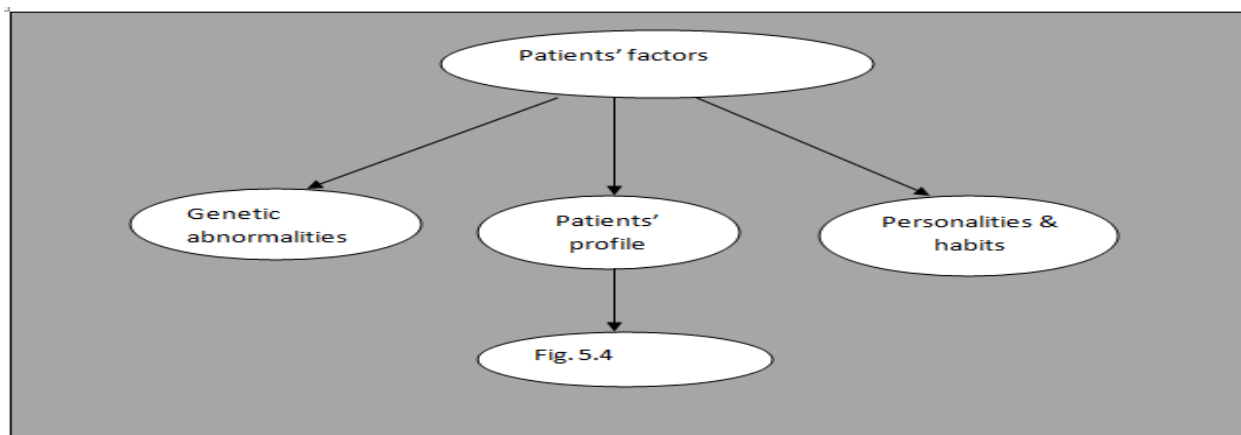 Patients’ factors
Genetic
abnormalities
Patients’
profile
Personalities &
habits
Fig. 5.4